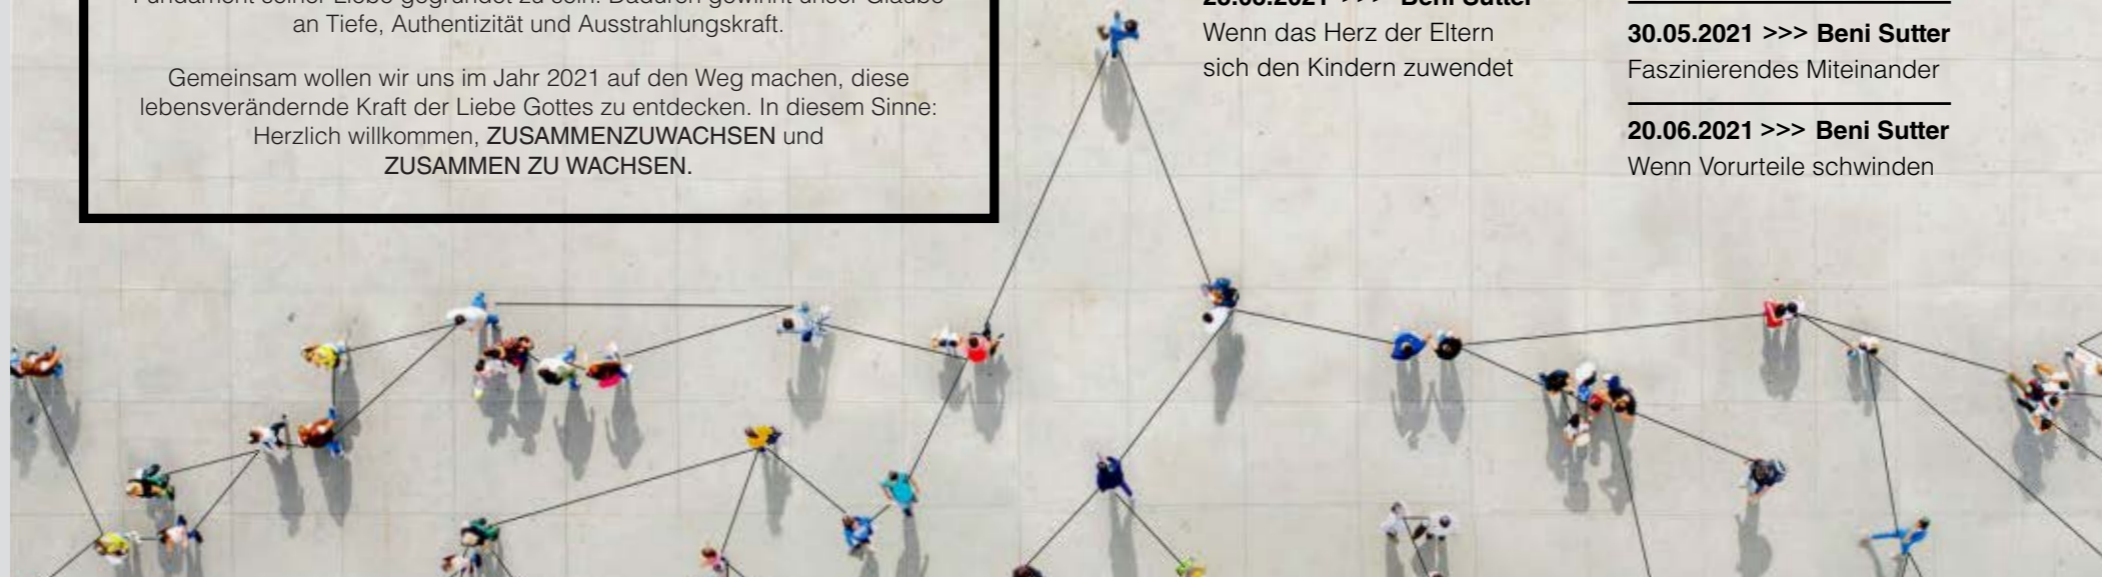 an Tiefe, Authentizität und Ausstrahlungskraft.
Gemeinsam wollen wir uns im Jahr 2021 auf den Weg machen, diese
lebensverändernde Kraft der Liebe Gottes zu entdecken. In diesem Sinne:
Herzlich willkommen, ZUSAMMENZUWACHSEN und
ZUSAMMEN ZU WACHSEN.
Beni Sutter
Wenn das Herz der Eltern
sich den Kindern zuwendet
30.05.2021 >>> Beni Sutter
Faszinierendes Miteinander
20.06.2021 >>> Beni Sutter
Wenn Vorurteile schwinden